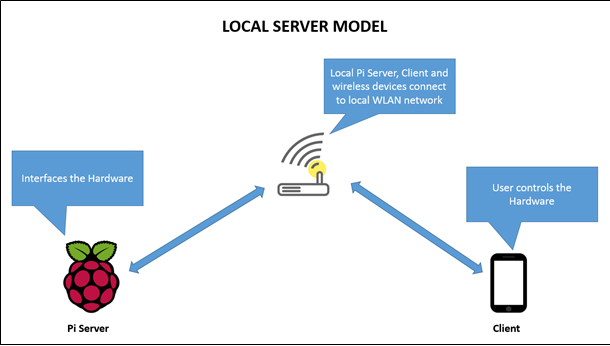 LOCAL SERVER MODEL
Local Pi Server, Client and
wireless devices connect
to local WLAN network
Interfaces the Hardware
User controls the
Hardware
Pi Server
Client